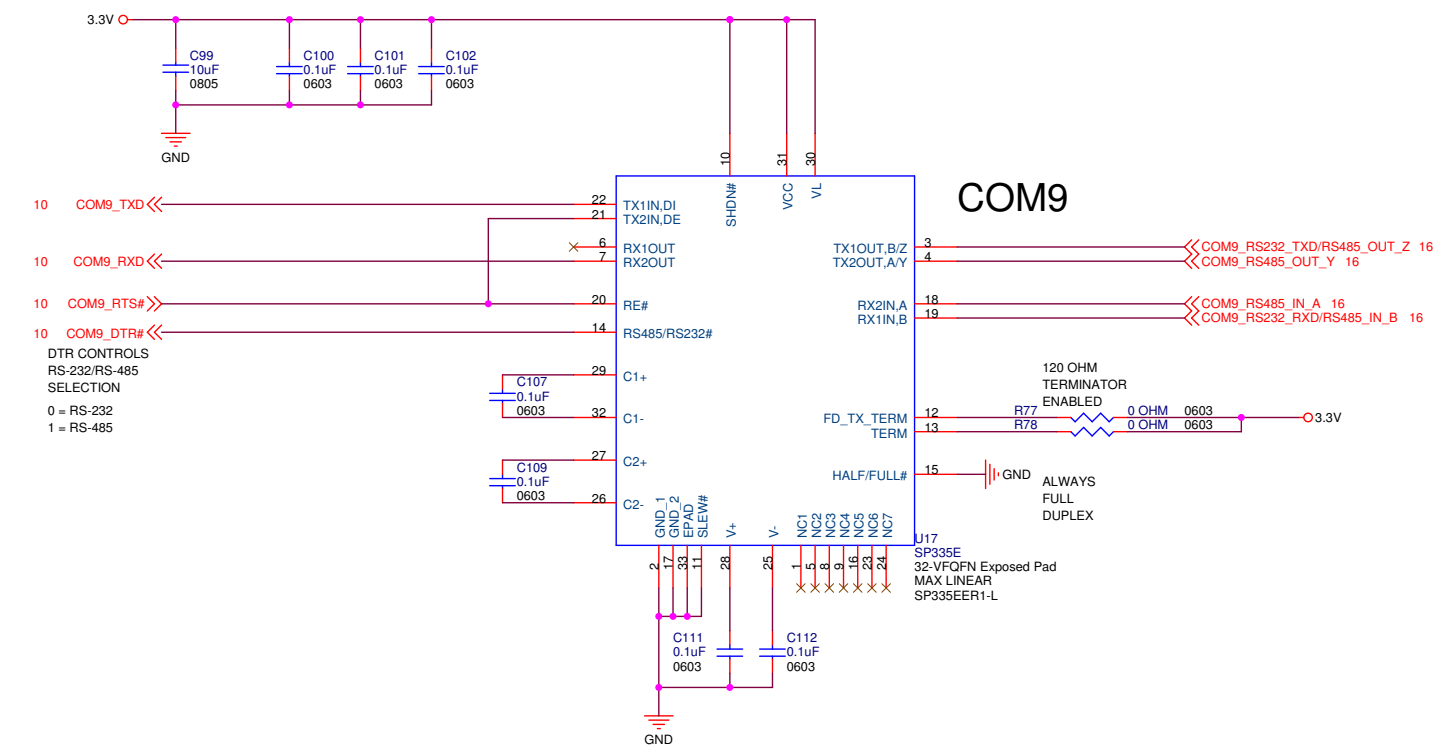 3.3V
C99
10uF
0805
C100
0.1uF
0603
C101
0.1uF
0603
C102
0.1uF
0603
GND
10
31
30
SHDN#
VCC
VL
COM9
10 COM9_TXD
22 TX1IN,DI
21 TX2IN,DE
6 RX1OUT
10 COM9_RXD
7 RX2OUT
10 COM9_RTS#
20 RE#
10 COM9_DTR#
14 RS485/RS232#
DTR CONTROLS
RS-232/RS-485
SELECTION
0 = RS-232
1 = RS-485
TX1OUT,B/Z 3 COM9_RS232_TXD/RS485_OUT_Z 16
TX2OUT,A/Y 4 COM9_RS485_OUT_Y 16
RX2IN,A 18 COM9_RS485_IN_A 16
RX1IN,B 19 COM9_RS232_RXD/RS485_IN_B 16
C107
0.1uF
0603
29 C1+
32 C1-
C109
0.1uF
0603
27 C2+
26 C2-
120 OHM
TERMINATOR
ENABLED
FD_TX_TERM 12 R77 0 OHM 0603
TERM 13 R78 0 OHM 0603
3.3V
HALF/FULL# 15 GND
ALWAYS
FULL
DUPLEX
GND_1
GND_2
EPAD
SLEW#
V+
V-
NC1
NC2
NC3
NC4
NC5
NC6
NC7
2
17
33
11
28
25
1
5
8
9
16
23
24
U17
SP335E
32-VFQFN Exposed Pad
MAX LINEAR
SP335EER1-L
C111
0.1uF
0603
C112
0.1uF
0603
GND